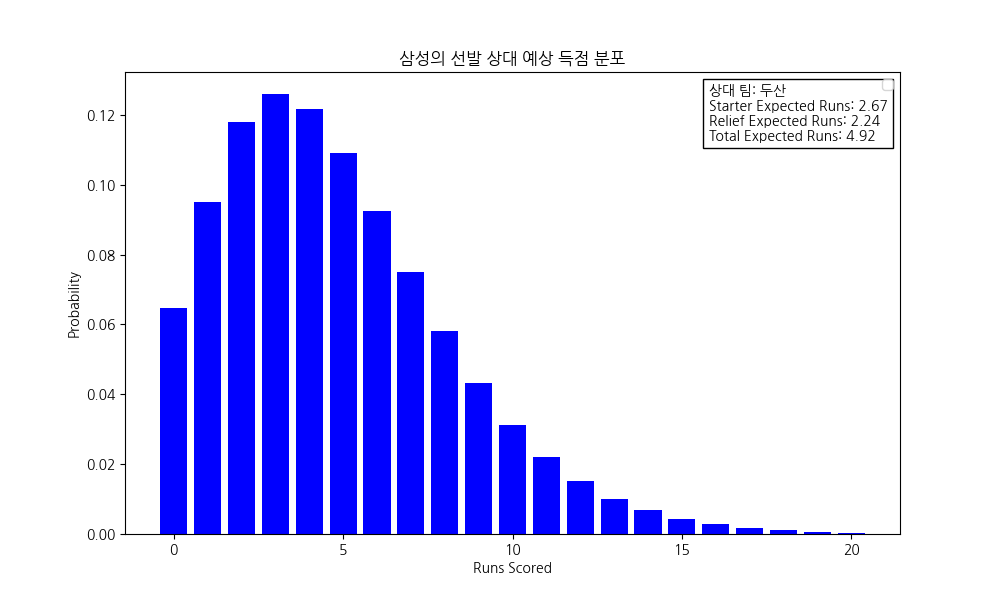 삼성의 선발 상대 예상 득점 분포
상대 팀: 두산
Starter Expected Runs: 2.67
Relief Expected Runs: 2.24
Total Expected Runs: 4.92
0.12
0.10
0.08
0.06
0.04
0.02
0.00
Probability
0 5 10 15 20
Runs Scored